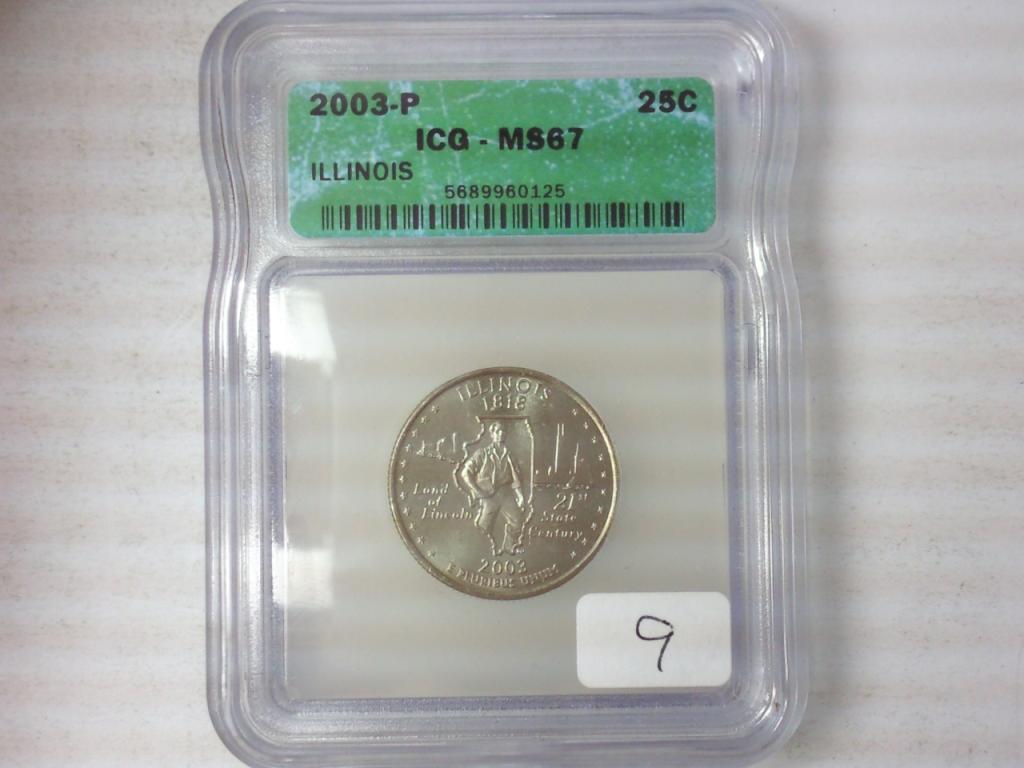 2003-P 25C
ICG - MS67
ILLINOIS
5689960125
ILLINOIS
1818
Land
of
Lincoln
21st
State
Century
2003
E PLURIBUS UNUM
9